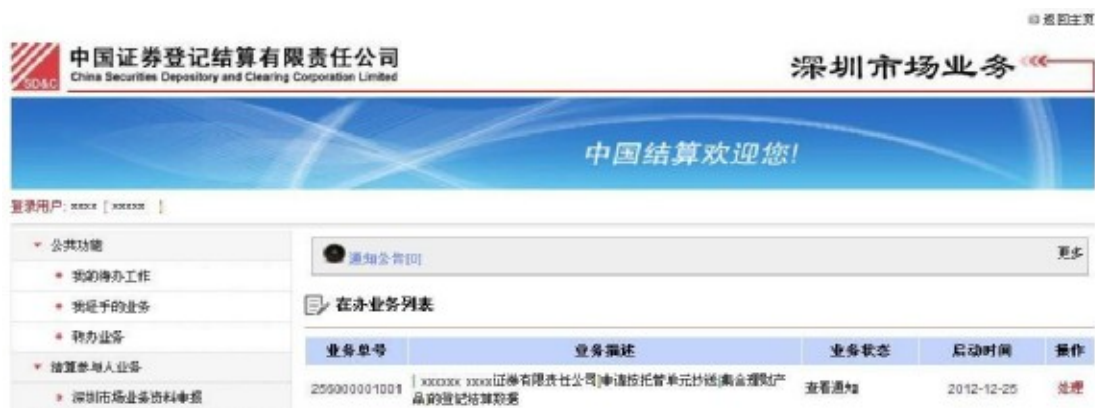 返回主页
中国证券登记结算有限责任公司
China Securities Depository and Clearing Corporation Limited
SD&C
深圳市场业务
中国结算欢迎您!
登录用户: xxxx [ xxxxx ]
公共功能
我的待办工作
我经手的业务
转办业务
结算参与人业务
深圳市场业务资料申报
通知公告[0]
更多
在办业务列表
业务单号 业务描述 业务状态 启动时间 操作
255000001001 | xxxxxx xxxx证券有限责任公司]申请按托管单元抄送[集合理财产 查看通知 2012-12-25 处理
品]的登记结算数据